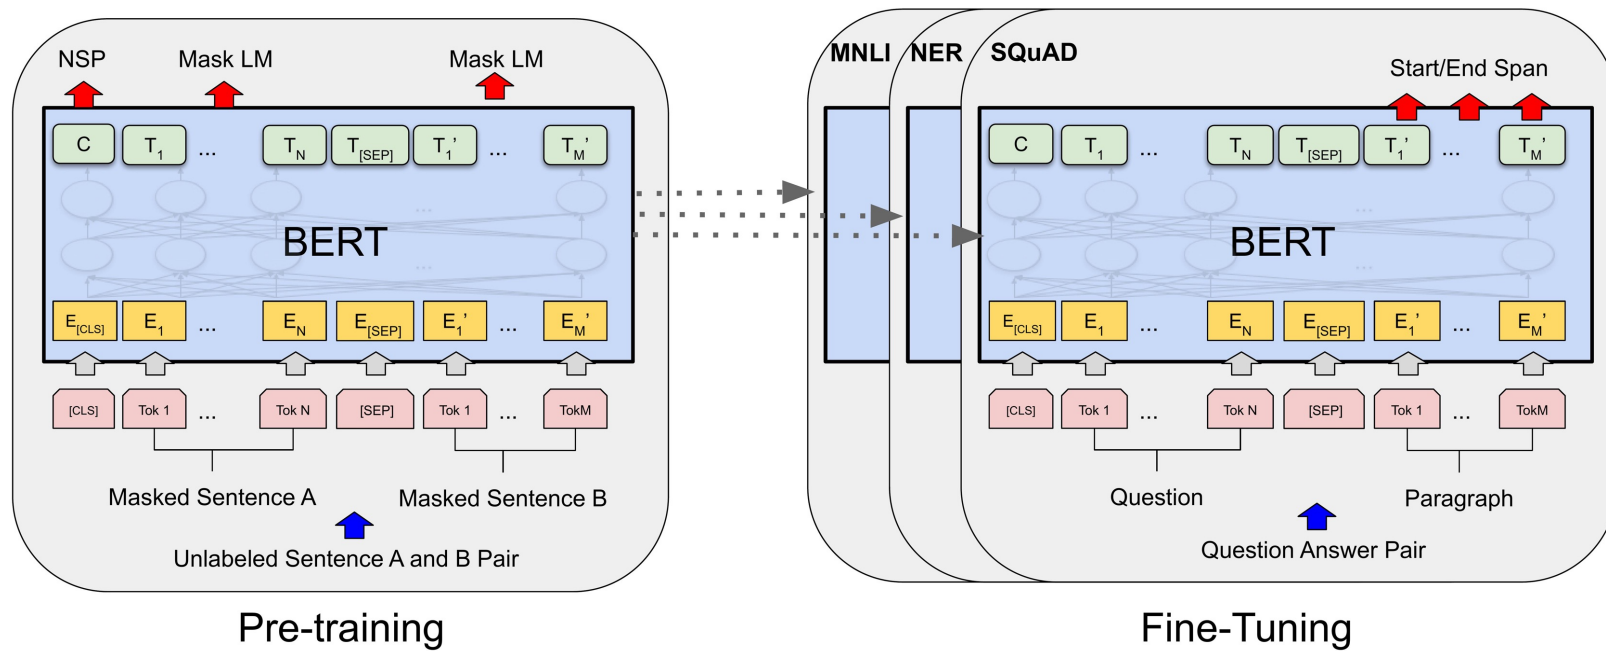 NSP Mask LM Mask LM
C T1 ... TN T[SEP] T1' ... TM'
...
BERT
...
E[CLS] E1 ... EN E[SEP] E1' ... EM'
[CLS] Tok 1 ... Tok N [SEP] Tok 1 ... TokM
Masked Sentence A Masked Sentence B
Unlabeled Sentence A and B Pair
Pre-training
MNLI NER SQuAD
Start/End Span
C T1 ... TN T[SEP] T1' ... TM'
...
BERT
...
E[CLS] E1 ... EN E[SEP] E1' ... EM'
[CLS] Tok 1 ... Tok N [SEP] Tok 1 ... TokM
Question Paragraph
Question Answer Pair
Fine-Tuning